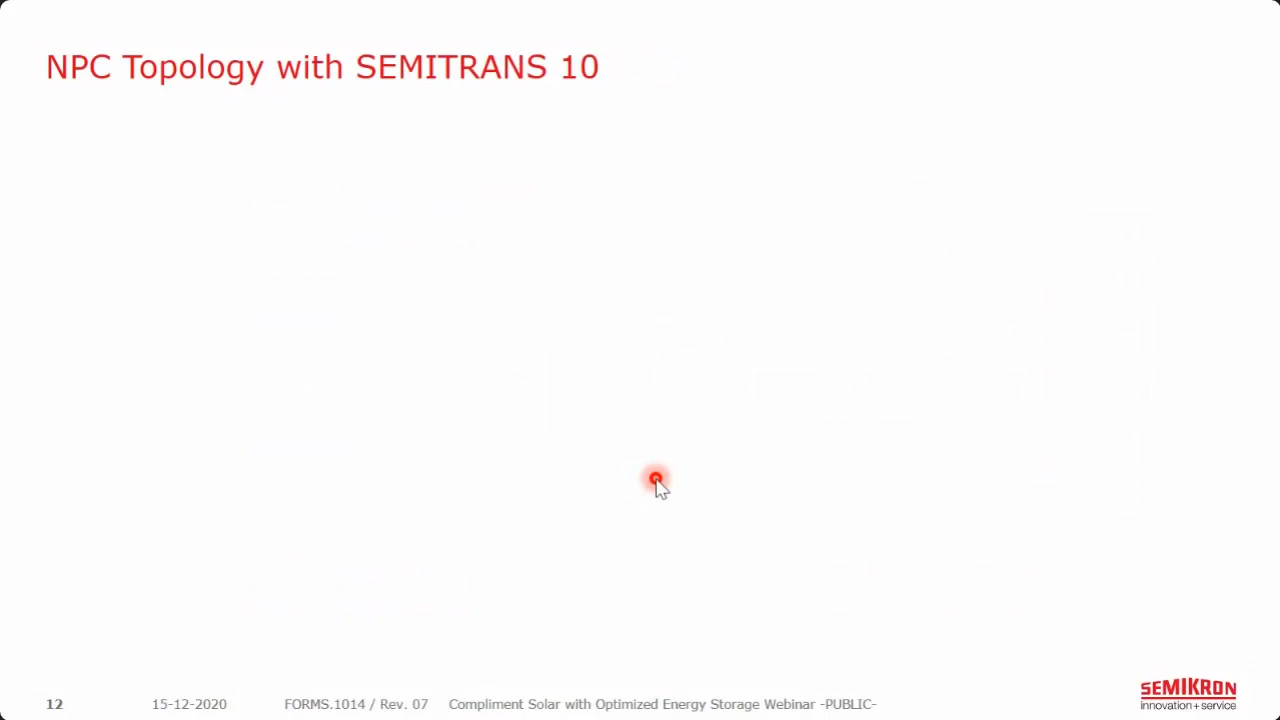 NPC Topology with SEMITRANS 10
12 15-12-2020 FORMS.1014 / Rev. 07 Compliment Solar with Optimized Energy Storage Webinar -PUBLIC-
SEMIKRON
innovation+service